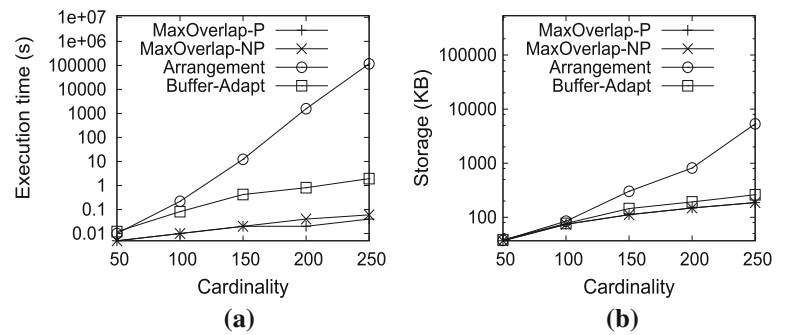 Execution time (s)
1e+07
1e+06
100000
10000
1000
100
10
1
0.1
0.01
MaxOverlap-P
MaxOverlap-NP
Arrangement
Buffer-Adapt
50 100 150 200 250
Cardinality
(a)
Storage (KB)
100000
10000
1000
100
MaxOverlap-P
MaxOverlap-NP
Arrangement
Buffer-Adapt
50 100 150 200 250
Cardinality
(b)